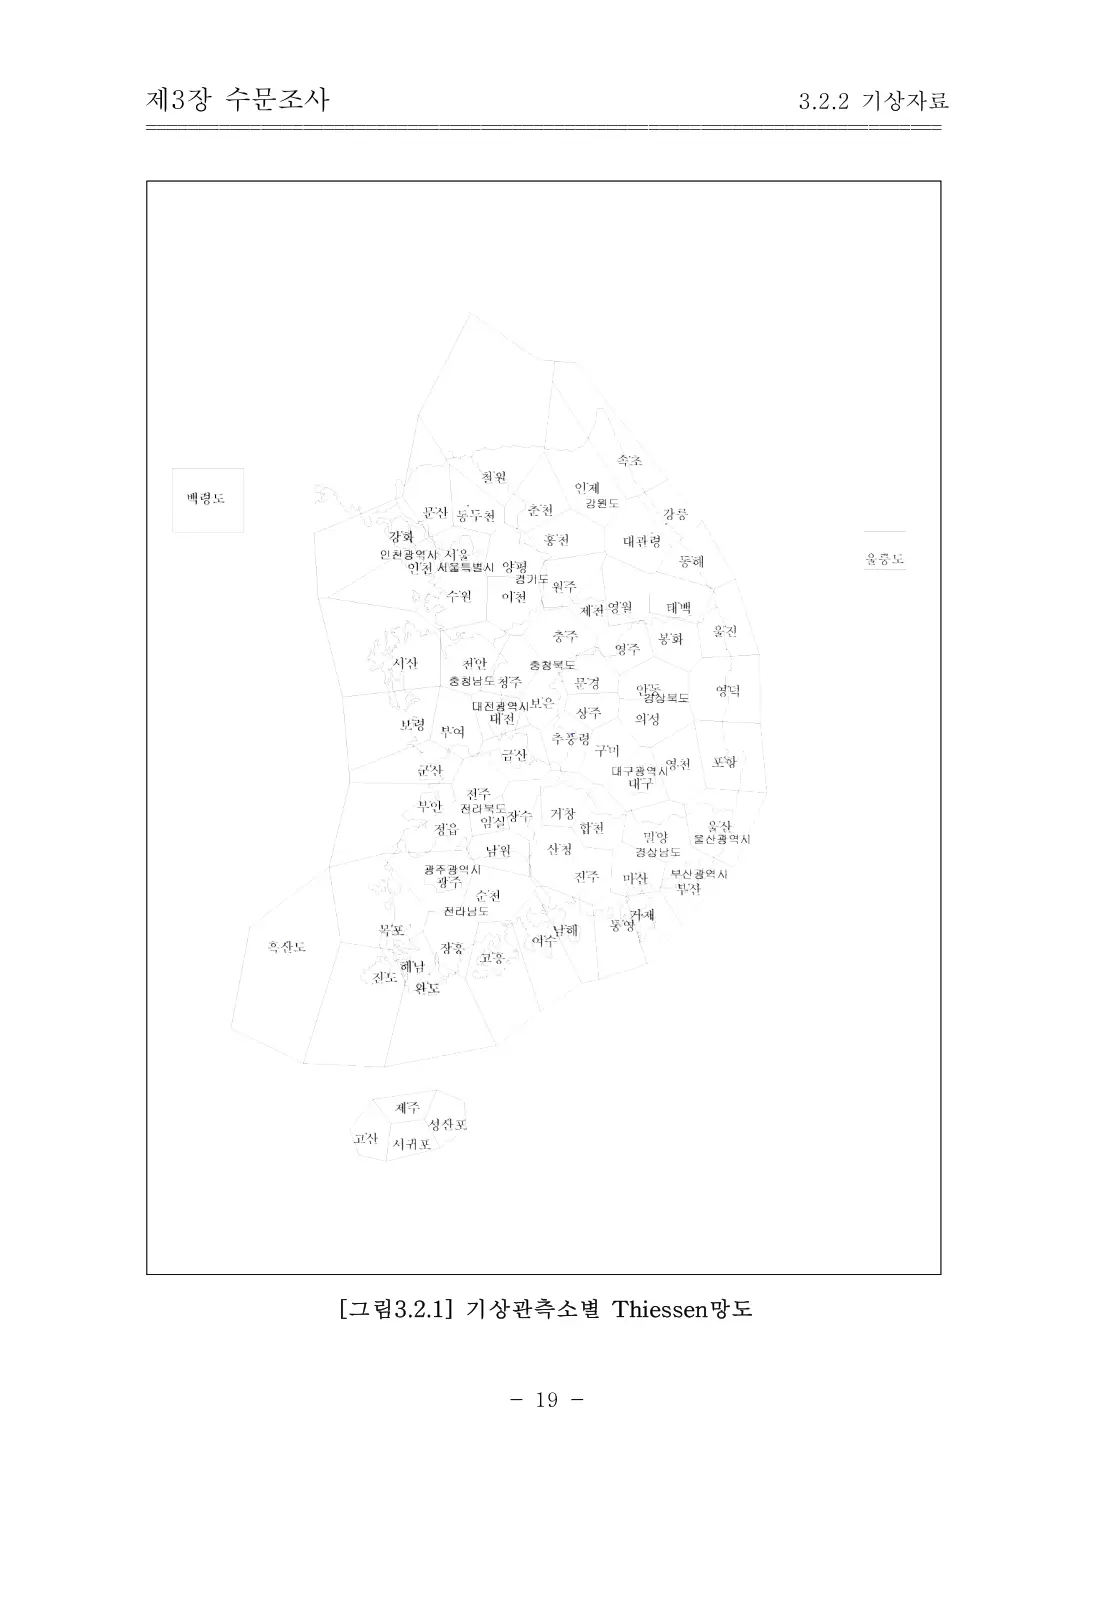 제3장 수문조사
3.2.2 기상자료
속초
철원
인제
백령도
강원도
문산 동두천
춘천
강릉
강화
홍천
대관령
인천광역시 서울
동해
울릉도
인천 서울특별시 양평
경기도
원주
수원
이천
제천 영월
태백
충주
울진
봉화
영주
서산
천안
충청북도
충청남도 청주
문경
안동
영덕
경상북도
대전광역시 보은
대전
상주
의성
보령
부여
추풍령
구미
금산
영천
포항
군산
대구광역시
대구
전주
부안
전라북도
장수
거창
정읍
임실
합천
울산
밀양
울산광역시
남원
산청
경상남도
광주광역시
광주
진주
마산
부산광역시
부산
순천
전라남도
거제
목포
통영
남해
흑산도
장흥
여수
고흥
해남
진도
완도
제주
성산포
고산
서귀포
[그림3.2.1] 기상관측소별 Thiessen망도
- 19 -